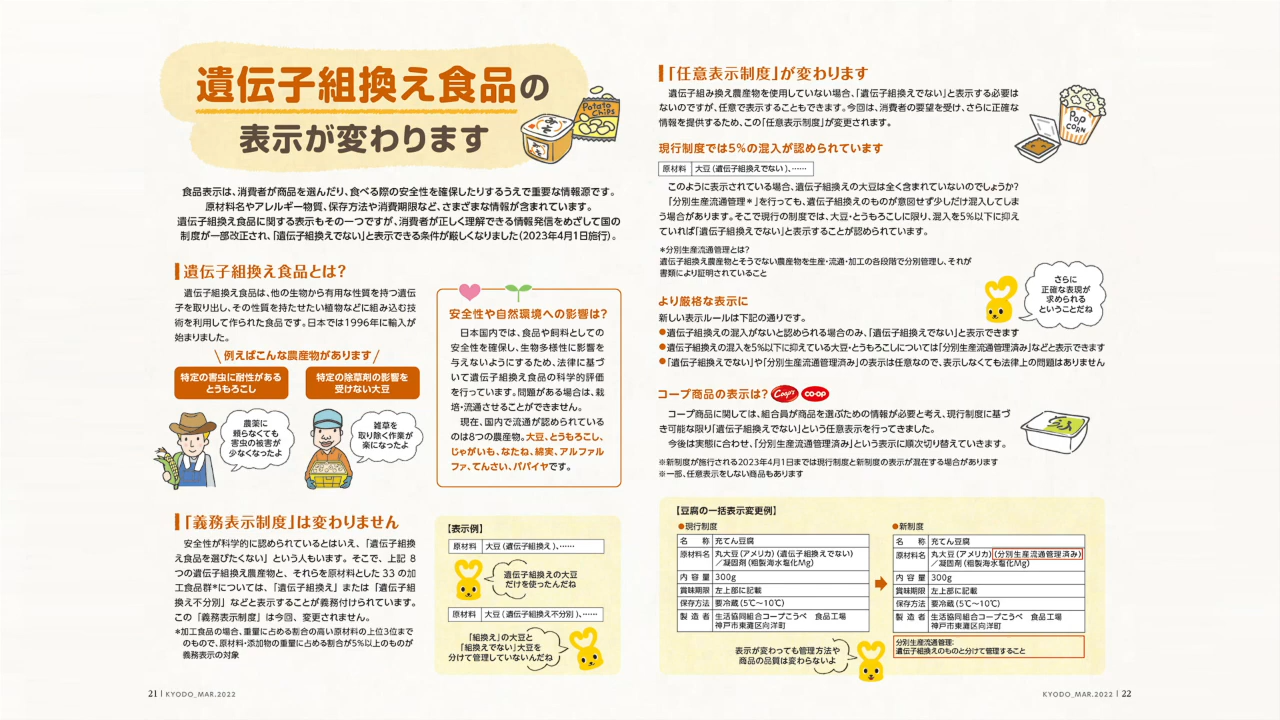 遺伝子組換え食品の
表示が変わります
Potato
Chips
みそ
食品表示は、消費者が商品を選んだり、食べる際の安全性を確保したりするうえで重要な情報源です。
原材料名やアレルギー物質、保存方法や消費期限など、さまざまな情報が含まれています。
遺伝子組換え食品に関する表示もその一つですが、消費者が正しく理解できる情報発信をめざして国の
制度が一部改正され、「遺伝子組換えでない」と表示できる条件が厳しくなりました(2023年4月1日施行)。
遺伝子組換え食品とは?
遺伝子組換え食品は、他の生物から有用な性質を持つ遺伝
子を取り出し、その性質を持たせたい植物などに組み込む技
術を利用して作られた食品です。日本では1996年に輸入が
始まりました。
例えばこんな農産物があります
特定の害虫に耐性がある
とうもろこし
特定の除草剤の影響を
受けない大豆
農薬に
頼らなくても
害虫の被害が
少なくなったよ
雑草を
取り除く作業が
楽になったよ
安全性や自然環境への影響は?
日本国内では、食品や飼料としての
安全性を確保し、生物多様性に影響を
与えないようにするため、法律に基づ
いて遺伝子組換え食品の科学的評価
を行っています。問題がある場合は、栽
培・流通させることができません。
現在、国内で流通が認められてい
るのは8つの農産物。大豆、とうもろこし、
じゃがいも、なたね、綿実、アルファル
ファ、てんさい、パパイヤです。
「義務表示制度」は変わりません
安全性が科学的に認められているとはいえ、「遺伝子組換
え食品を選びたくない」という人もいます。そこで、上記 8
つの遺伝子組換え農産物と、それらを原材料とした 33 の加
工食品群*については、「遺伝子組換え」または「遺伝子組換
え不分別」などと表示することが義務付けられています。
この「義務表示制度」は今回、変更されません。
*加工食品の場合、重量に占める割合の高い原材料の上位3位まで
のもので、原材料・添加物の重量に占める割合が5%以上のものが
義務表示の対象
【表示例】
原材料 大豆(遺伝子組換え)、……
遺伝子組換えの大豆
だけを使ったんだね
原材料 大豆(遺伝子組換え不分別)、……
「組換え」の大豆と
「組換えでない」大豆を
分けて管理していないんだね
21 | KYODO_MAR.2022
「任意表示制度」が変わります
遺伝子組み換え農産物を使用していない場合、「遺伝子組換えでない」と表示する必要は
ないのですが、任意で表示することもできます。今回は、消費者の要望を受け、さらに正確な
情報を提供するため、この「任意表示制度」が変更されます。
POP
CORN
現行制度では5%の混入が認められています
原材料 大豆(遺伝子組換えでない)、……
このように表示されている場合、遺伝子組換えの大豆は全く含まれていないのでしょうか?
「分別生産流通管理*」を行っても、遺伝子組換えのものが意図せず少しだけ混入してしま
う場合があります。そこで現行の制度では、大豆・とうもろこしに限り、混入を5%以下に抑え
ていれば「遺伝子組換えでない」と表示することが認められています。
*分別生産流通管理とは?
遺伝子組換え農産物とそうでない農産物を生産・流通・加工の各段階で分別管理し、それが
書類により証明されていること
さらに
正確な表現が
求められる
ということだね
より厳格な表示に
新しい表示ルールは下記の通りです。
●遺伝子組換えの混入がないと認められる場合のみ、「遺伝子組換えでない」と表示できます
●遺伝子組換えの混入を5%以下に抑えている大豆・とうもろこしについては「分別生産流通管理済み」などと表示できます
●「遺伝子組換えでない」や「分別生産流通管理済み」の表示は任意なので、表示しなくても法律上の問題はありません
コープ商品の表示は? Coop's CO・OP
コープ商品に関しては、組合員が商品を選ぶための情報が必要と考え、現行制度に基づ
き可能な限り「遺伝子組換えでない」という任意表示を行ってきました。
今後は実態に合わせ、「分別生産流通管理済み」という表示に順次切り替えていきます。
※新制度が施行される2023年4月1日までは現行制度と新制度の表示が混在する場合があります
※一部、任意表示をしない商品もあります
【豆腐の一括表示変更例】
●現行制度
名 称 充てん豆腐
原材料名 丸大豆(アメリカ)(遺伝子組換えでない)
/凝固剤(粗製海水塩化Mg)
内 容 量 300g
賞味期限 左上部に記載
保存方法 要冷蔵(5℃~10℃)
製 造 者 生活協同組合コープこうべ 食品工場
神戸市東灘区向洋町
●新制度
名 称 充てん豆腐
原材料名 丸大豆(アメリカ)(分別生産流通管理済み)
/凝固剤(粗製海水塩化Mg)
内 容 量 300g
賞味期限 左上部に記載
保存方法 要冷蔵(5℃~10℃)
製 造 者 生活協同組合コープこうべ 食品工場
神戸市東灘区向洋町
分別生産流通管理:
遺伝子組換えのものと分けて管理すること
表示が変わっても管理方法や
商品の品質は変わらないよ
KYODO_MAR.2022 | 22